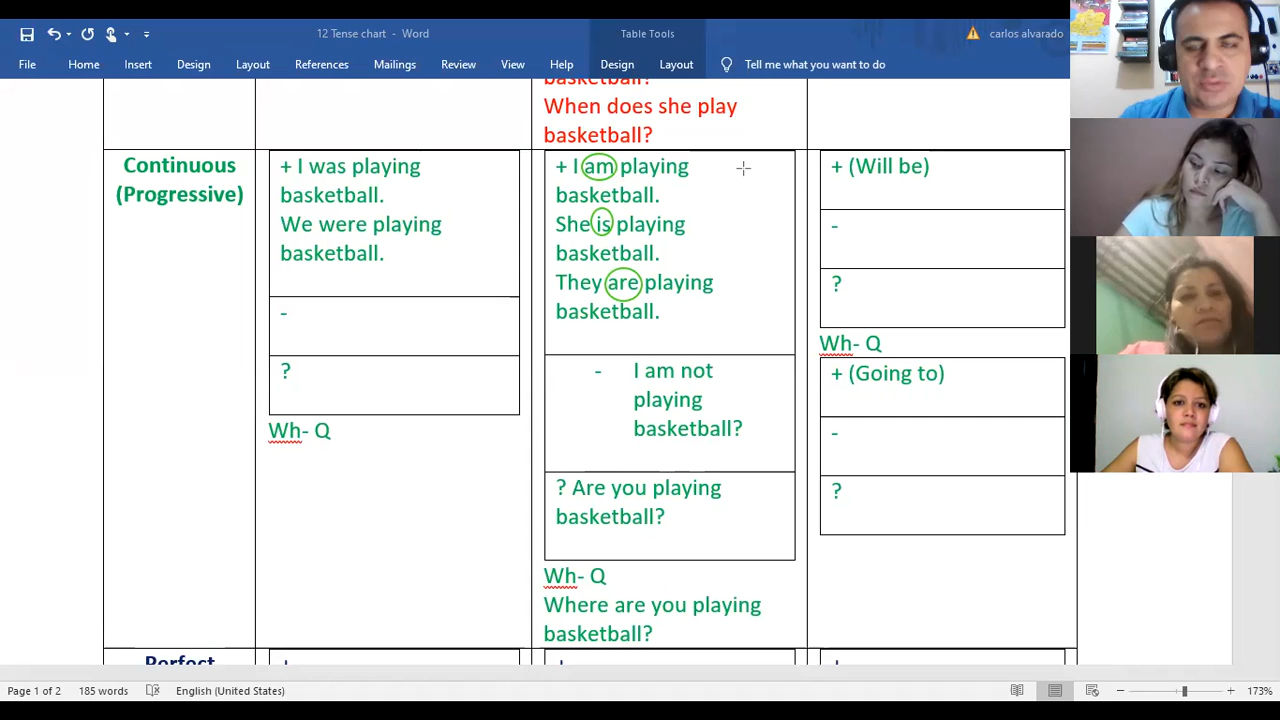 12 Tense chart - Word
Table Tools
carlos alvarado
File Home Insert Design Layout References Mailings Review View Help Design Layout Tell me what you want to do
basketball?
When does she play
basketball?
Continuous
(Progressive)
+ I was playing
basketball.
We were playing
basketball.
-
?
Wh- Q
+ I am playing
basketball.
She is playing
basketball.
They are playing
basketball.
- I am not
playing
basketball?
? Are you playing
basketball?
Wh- Q
Where are you playing
basketball?
+ (Will be)
-
?
Wh- Q
+ (Going to)
-
?
Perfect
+
+
+
Page 1 of 2 185 words English (United States) 173%